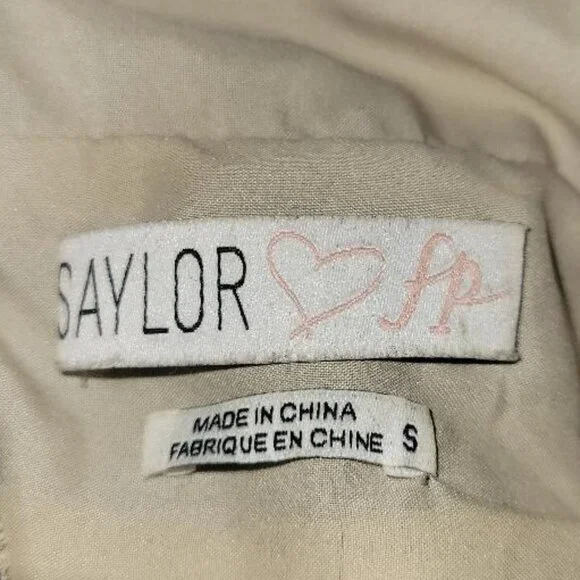 SAYLOR fp
MADE IN CHINA
FABRIQUE EN CHINE S